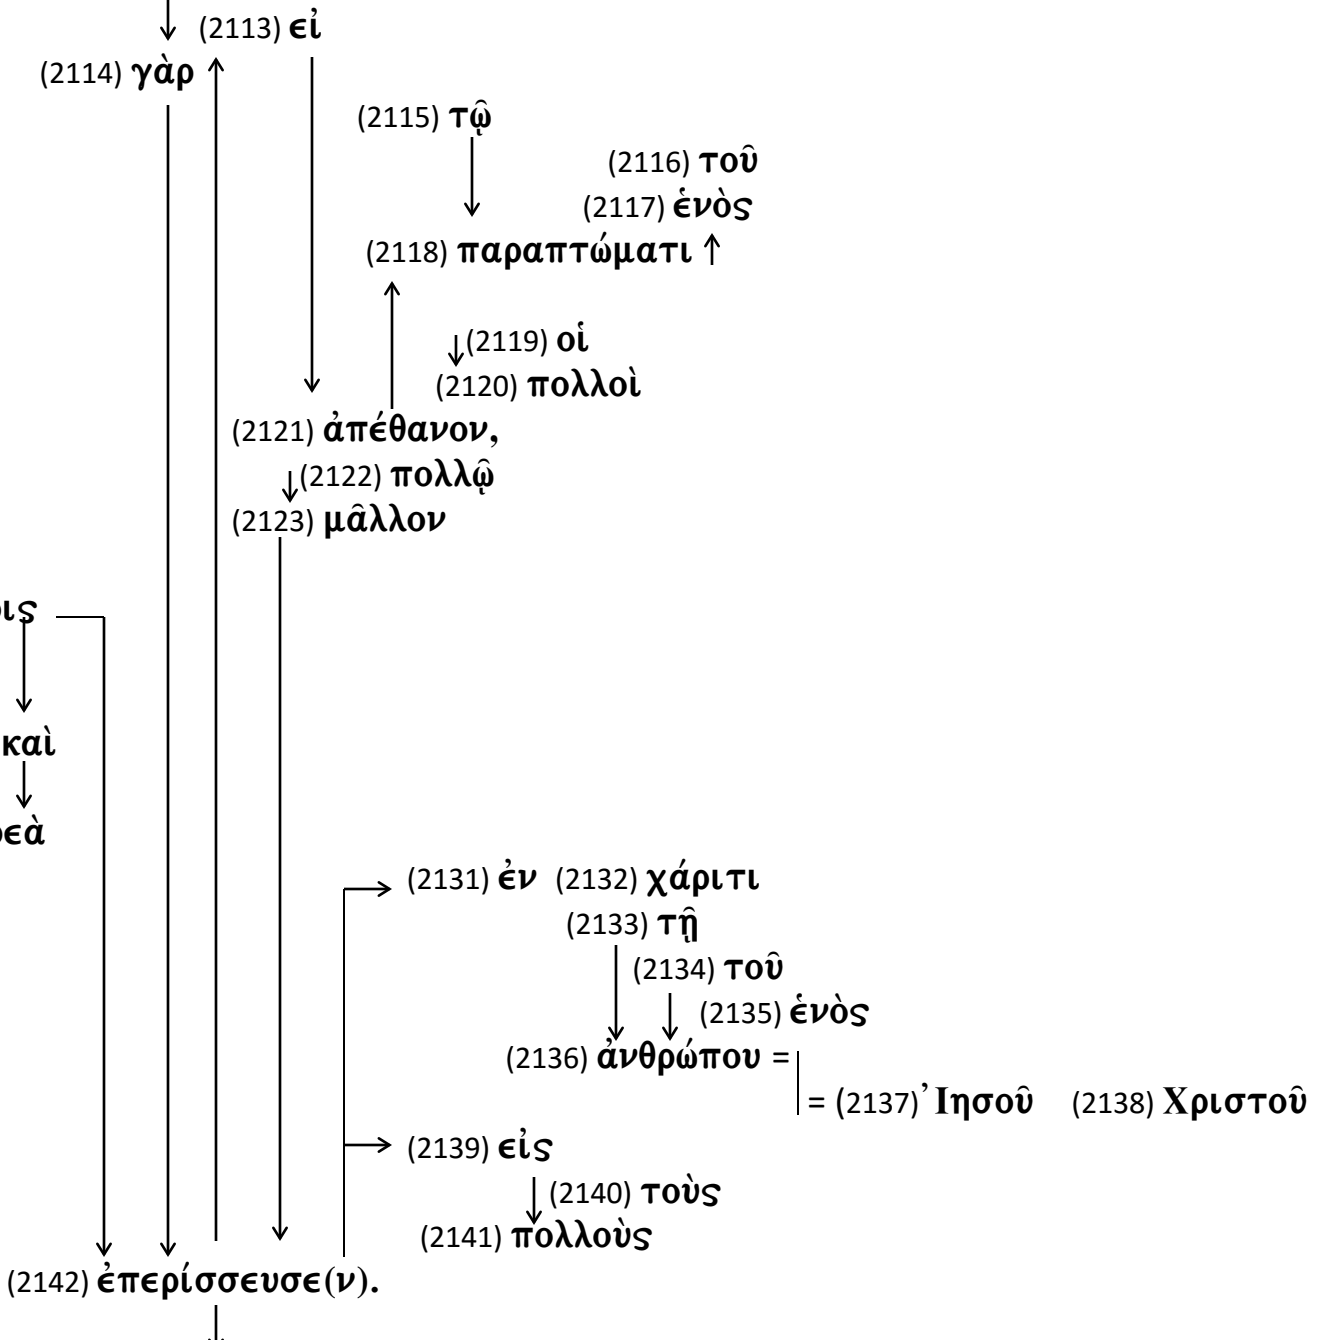 (2113) εἰ
(2114) γὰρ
(2115) τῷ
(2116) τοῦ
(2117) ἑνὸς
(2118) παραπτώματι
(2119) οἱ
(2120) πολλοὶ
(2121) ἀπέθανον,
(2122) πολλῷ
(2123) μᾶλλον
καὶ
(2131) ἐν (2132) χάριτι
(2133) τῇ
(2134) τοῦ
(2135) ἑνὸς
(2136) ἀνθρώπου =
= (2137) Ἰησοῦ (2138) Χριστοῦ
(2139) εἰς
(2140) τοὺς
(2141) πολλοὺς
(2142) ἐπερίσσευσε(ν).